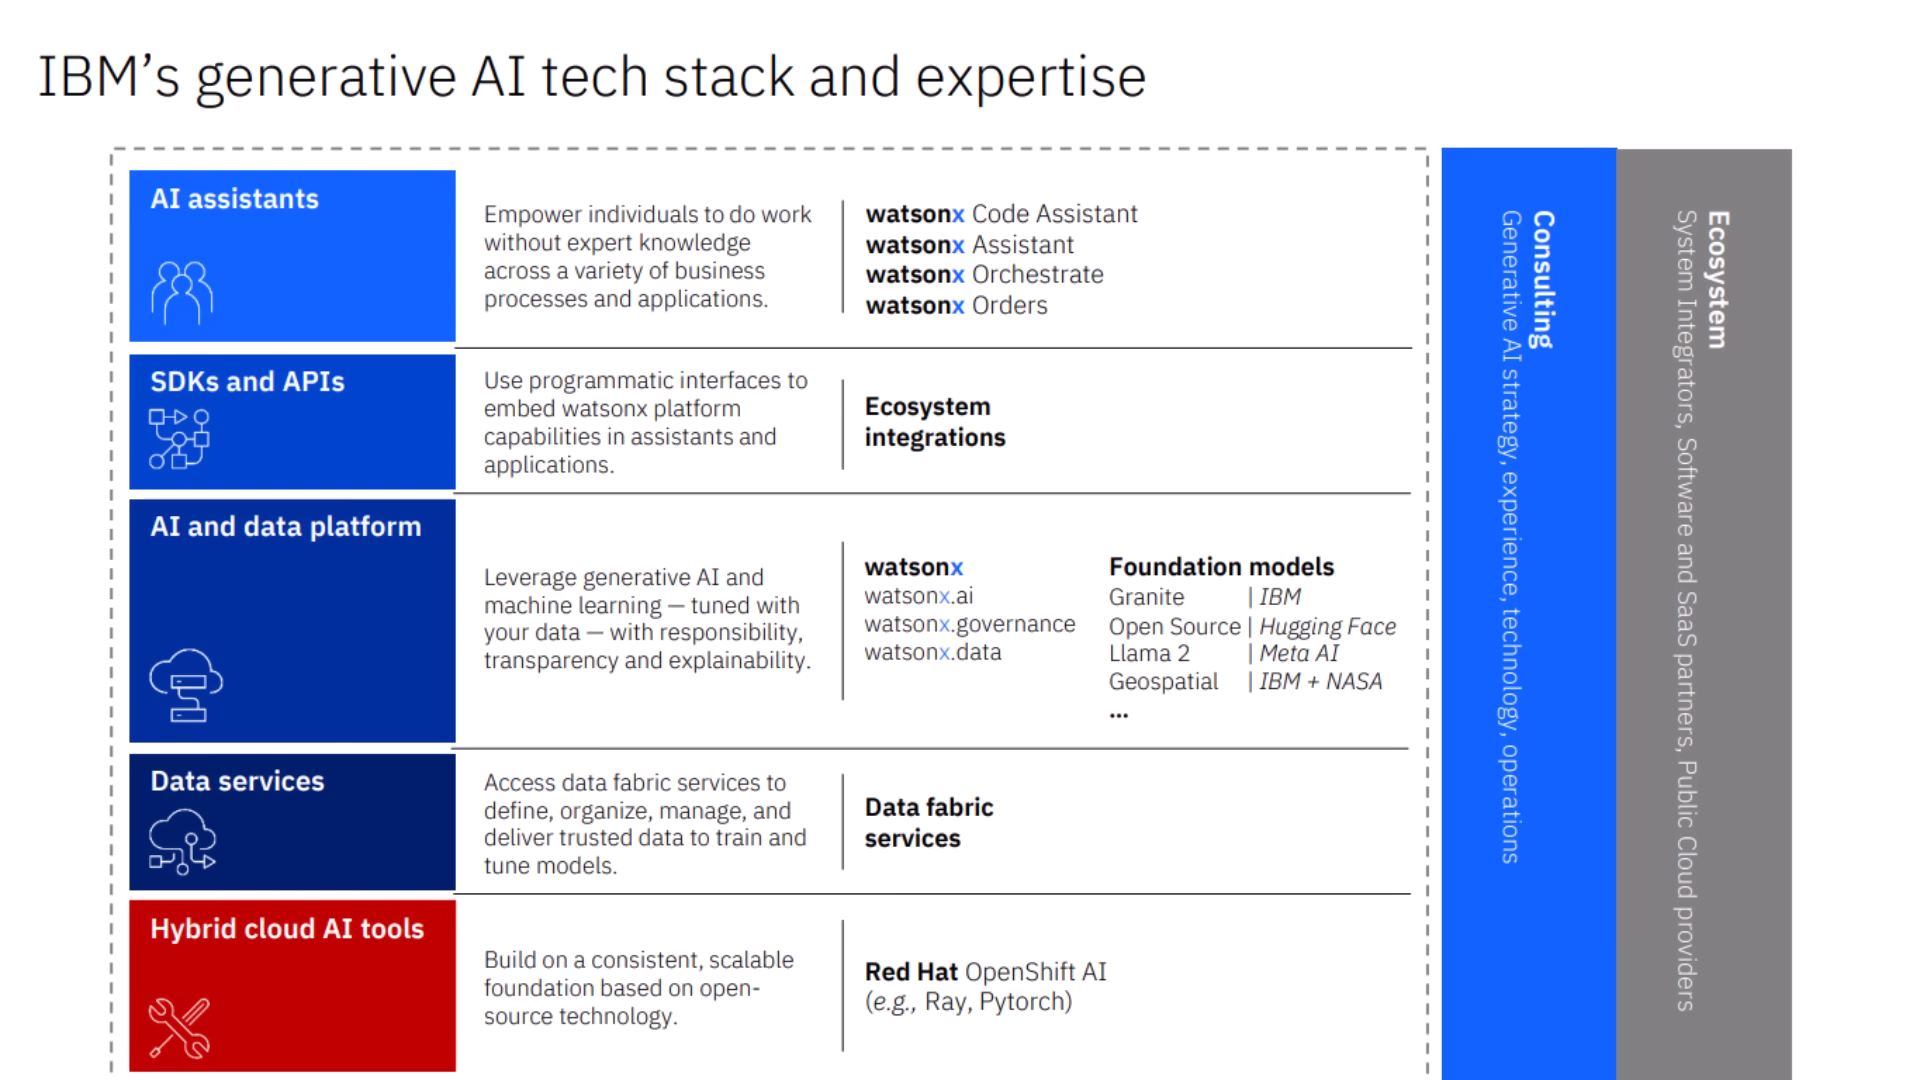 IBM’s generative AI tech stack and expertise
AI assistants
Empower individuals to do work
without expert knowledge
across a variety of business
processes and applications.
watsonx Code Assistant
watsonx Assistant
watsonx Orchestrate
watsonx Orders
SDKs and APIs
Use programmatic interfaces to
embed watsonx platform
capabilities in assistants and
applications.
Ecosystem
integrations
AI and data platform
Leverage generative AI and
machine learning — tuned with
your data — with responsibility,
transparency and explainability.
watsonx
watsonx.ai
watsonx.governance
watsonx.data
Foundation models
Granite | IBM
Open Source | Hugging Face
Llama 2 | Meta AI
Geospatial | IBM + NASA
...
Data services
Access data fabric services to
define, organize, manage, and
deliver trusted data to train and
tune models.
Data fabric
services
Hybrid cloud AI tools
Build on a consistent, scalable
foundation based on open-
source technology.
Red Hat OpenShift AI
(e.g., Ray, Pytorch)
Consulting
Generative AI strategy, experience, technology, operations
Ecosystem
System Integrators, Software and SaaS partners, Public Cloud providers